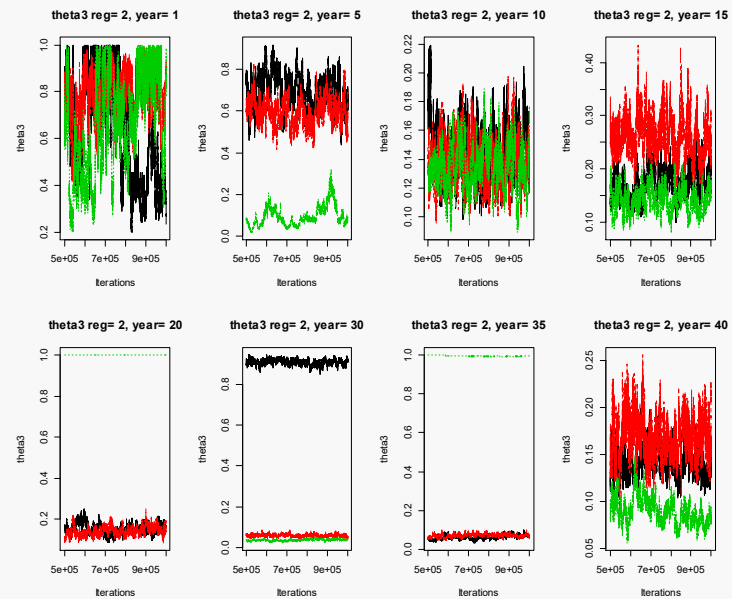 theta3 reg= 2, year= 1
theta3 reg= 2, year= 5
theta3 reg= 2, year= 10
theta3 reg= 2, year= 15
theta3
0.2 0.4 0.6 0.8 1.0
5e+05 7e+05 9e+05
Iterations
theta3
0.0 0.2 0.4 0.6 0.8
5e+05 7e+05 9e+05
Iterations
theta3
0.10 0.12 0.14 0.16 0.18 0.20 0.22
5e+05 7e+05 9e+05
Iterations
theta3
0.10 0.20 0.30 0.40
5e+05 7e+05 9e+05
Iterations
theta3 reg= 2, year= 20
theta3 reg= 2, year= 30
theta3 reg= 2, year= 35
theta3 reg= 2, year= 40
theta3
0.2 0.4 0.6 0.8 1.0
5e+05 7e+05 9e+05
Iterations
theta3
0.0 0.2 0.4 0.6 0.8
5e+05 7e+05 9e+05
Iterations
theta3
0.0 0.2 0.4 0.6 0.8 1.0
5e+05 7e+05 9e+05
Iterations
theta3
0.05 0.10 0.15 0.20 0.25
5e+05 7e+05 9e+05
Iterations